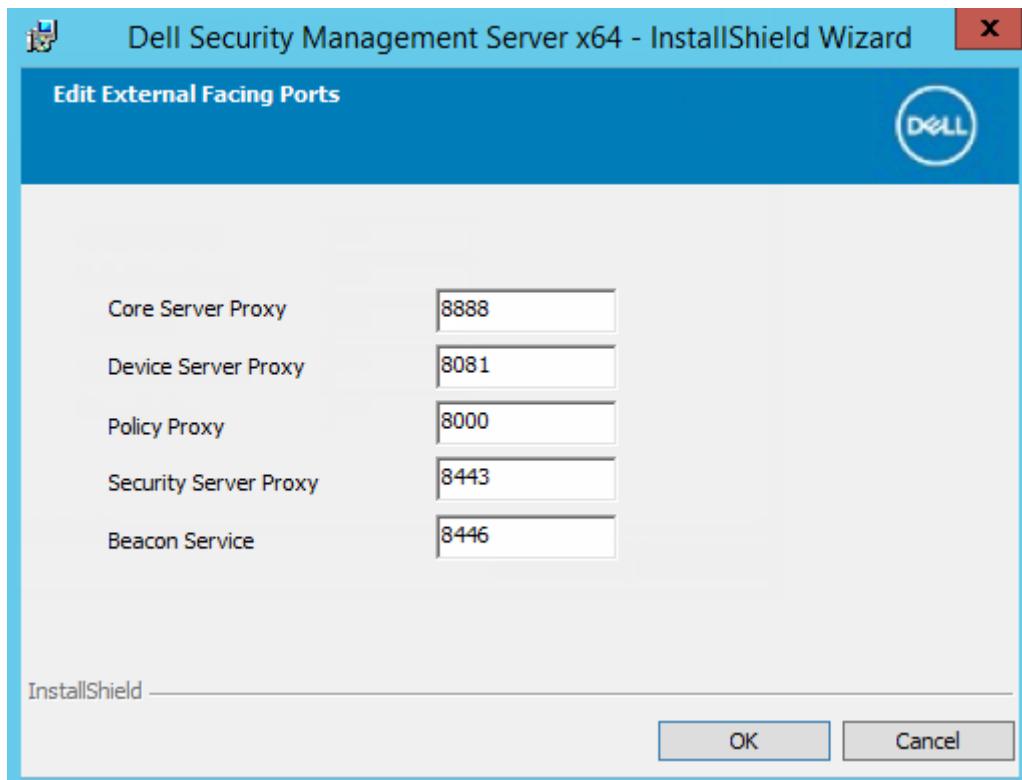 Dell Security Management Server x64 - InstallShield Wizard
x
Edit External Facing Ports
DELL
Core Server Proxy 8888
Device Server Proxy 8081
Policy Proxy 8000
Security Server Proxy 8443
Beacon Service 8446
InstallShield
OK Cancel